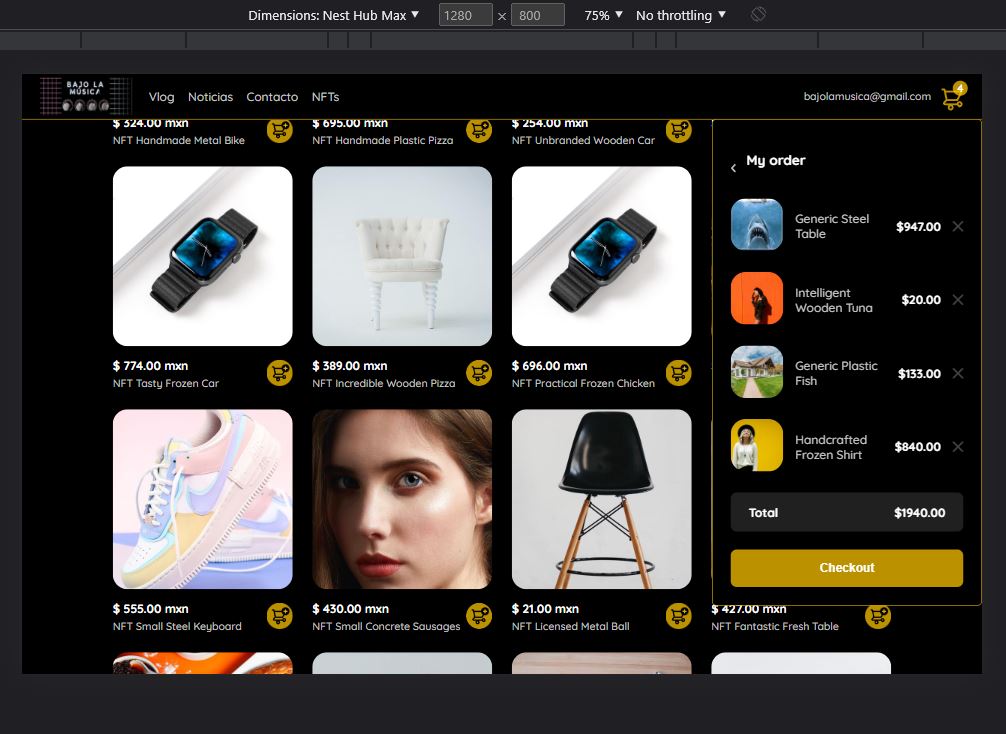 Dimensions: Nest Hub Max ▼ 1280 × 800 75% ▼ No throttling ▼
BAJO LA
MÚSICA
Vlog Noticias Contacto NFTs
bajolamusica@gmail.com
4
$ 324.00 mxn
NFT Handmade Metal Bike
$ 695.00 mxn
NFT Handmade Plastic Pizza
$ 254.00 mxn
NFT Unbranded Wooden Car
$ 774.00 mxn
NFT Tasty Frozen Car
$ 389.00 mxn
NFT Incredible Wooden Pizza
$ 696.00 mxn
NFT Practical Frozen Chicken
$ 555.00 mxn
NFT Small Steel Keyboard
$ 430.00 mxn
NFT Small Concrete Sausages
$ 21.00 mxn
NFT Licensed Metal Ball
$ 427.00 mxn
NFT Fantastic Fresh Table
My order
Generic Steel
Table
$947.00
Intelligent
Wooden Tuna
$20.00
Generic Plastic
Fish
$133.00
Handcrafted
Frozen Shirt
$840.00
Total $1940.00
Checkout